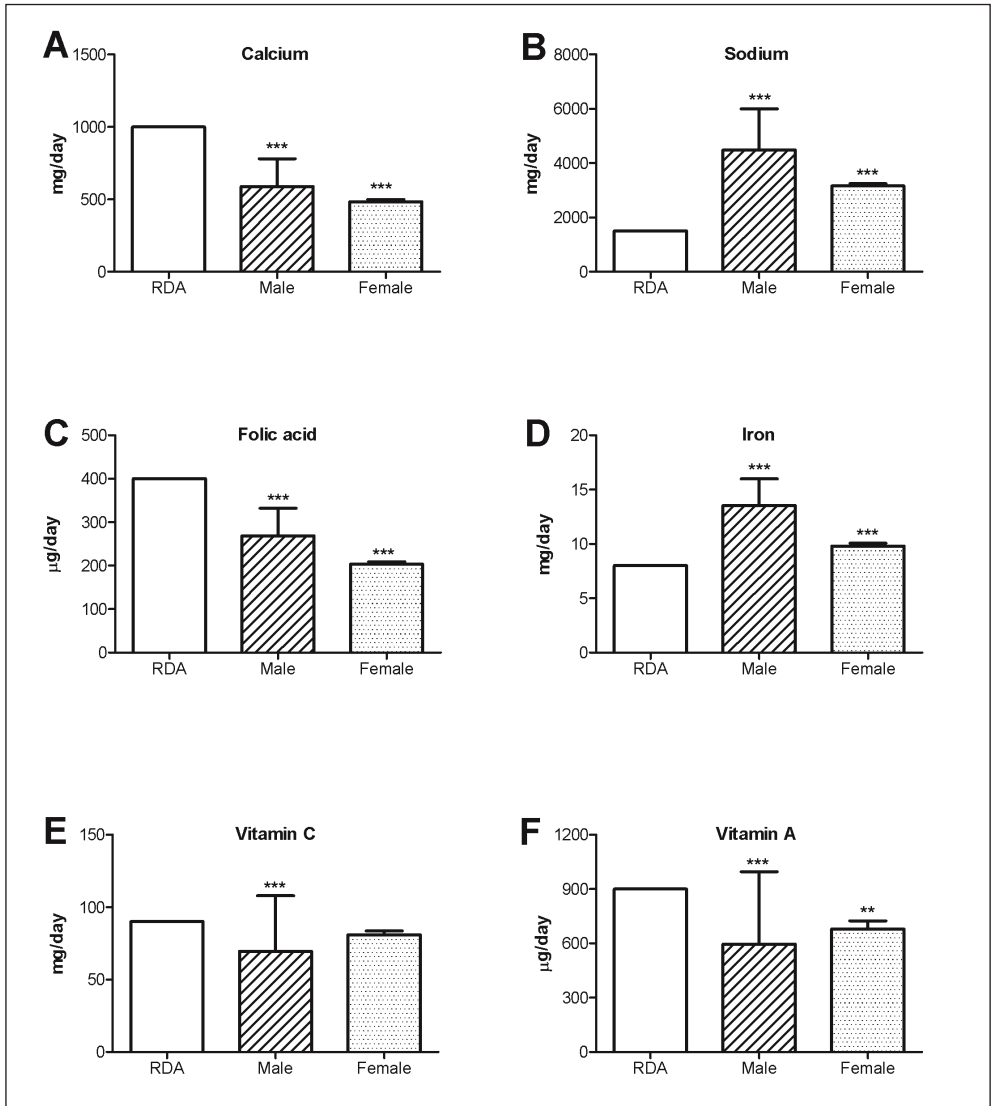 A
Calcium
1500
1000
500
0
mg/day
***
***
RDA Male Female
B
Sodium
8000
6000
4000
2000
0
mg/day
***
***
RDA Male Female
C
Folic acid
500
400
300
200
100
0
µg/day
***
***
RDA Male Female
D
Iron
20
15
10
5
0
mg/day
***
***
RDA Male Female
E
Vitamin C
150
100
50
0
mg/day
***
RDA Male Female
F
Vitamin A
1200
900
600
300
0
µg/day
***
**
RDA Male Female